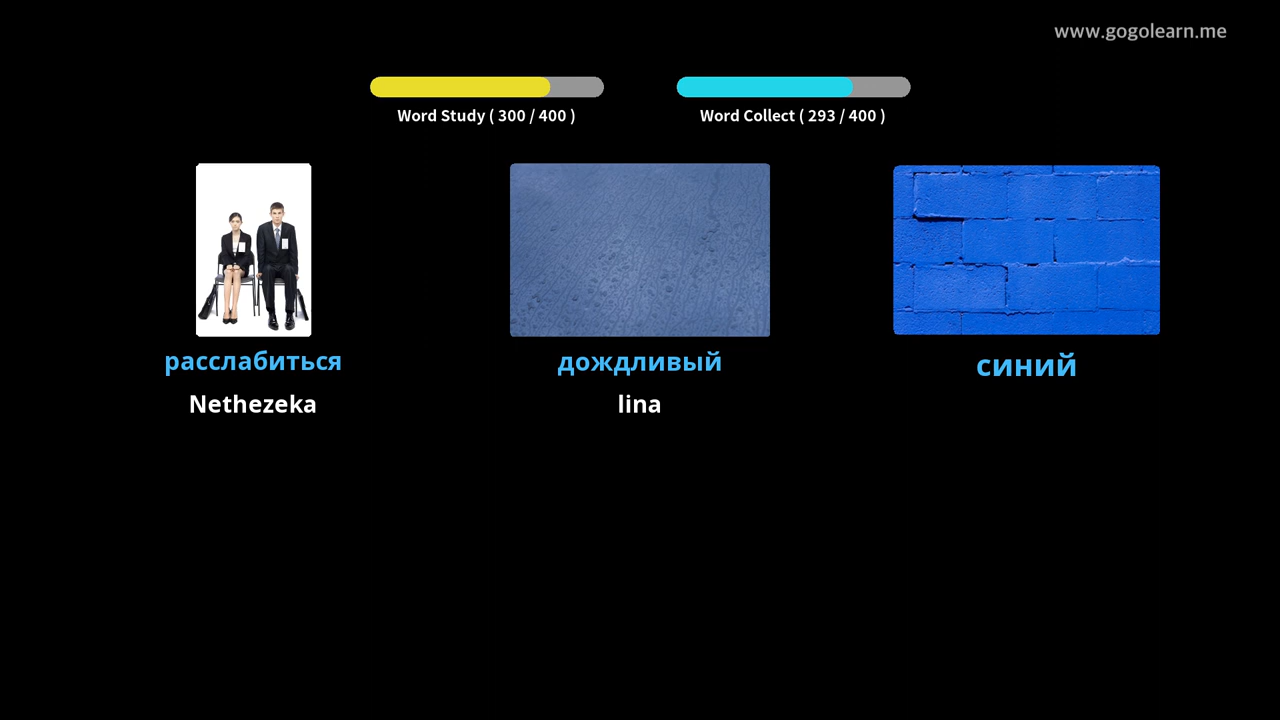 www.gogolearn.me
Word Study ( 300 / 400 )
Word Collect ( 293 / 400 )
расслабиться
дождливый
синий
Nethezeka
lina